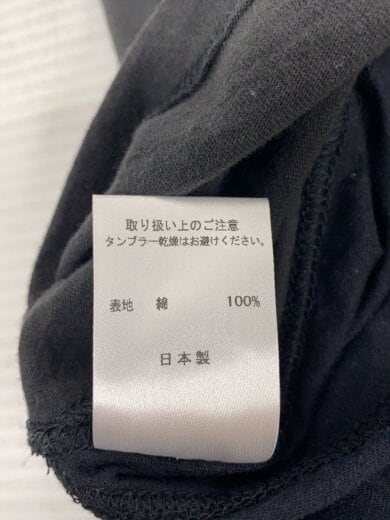 取り扱い上のご注意
タンブラー乾燥はお避けください。
表地 綿 100%
日本製